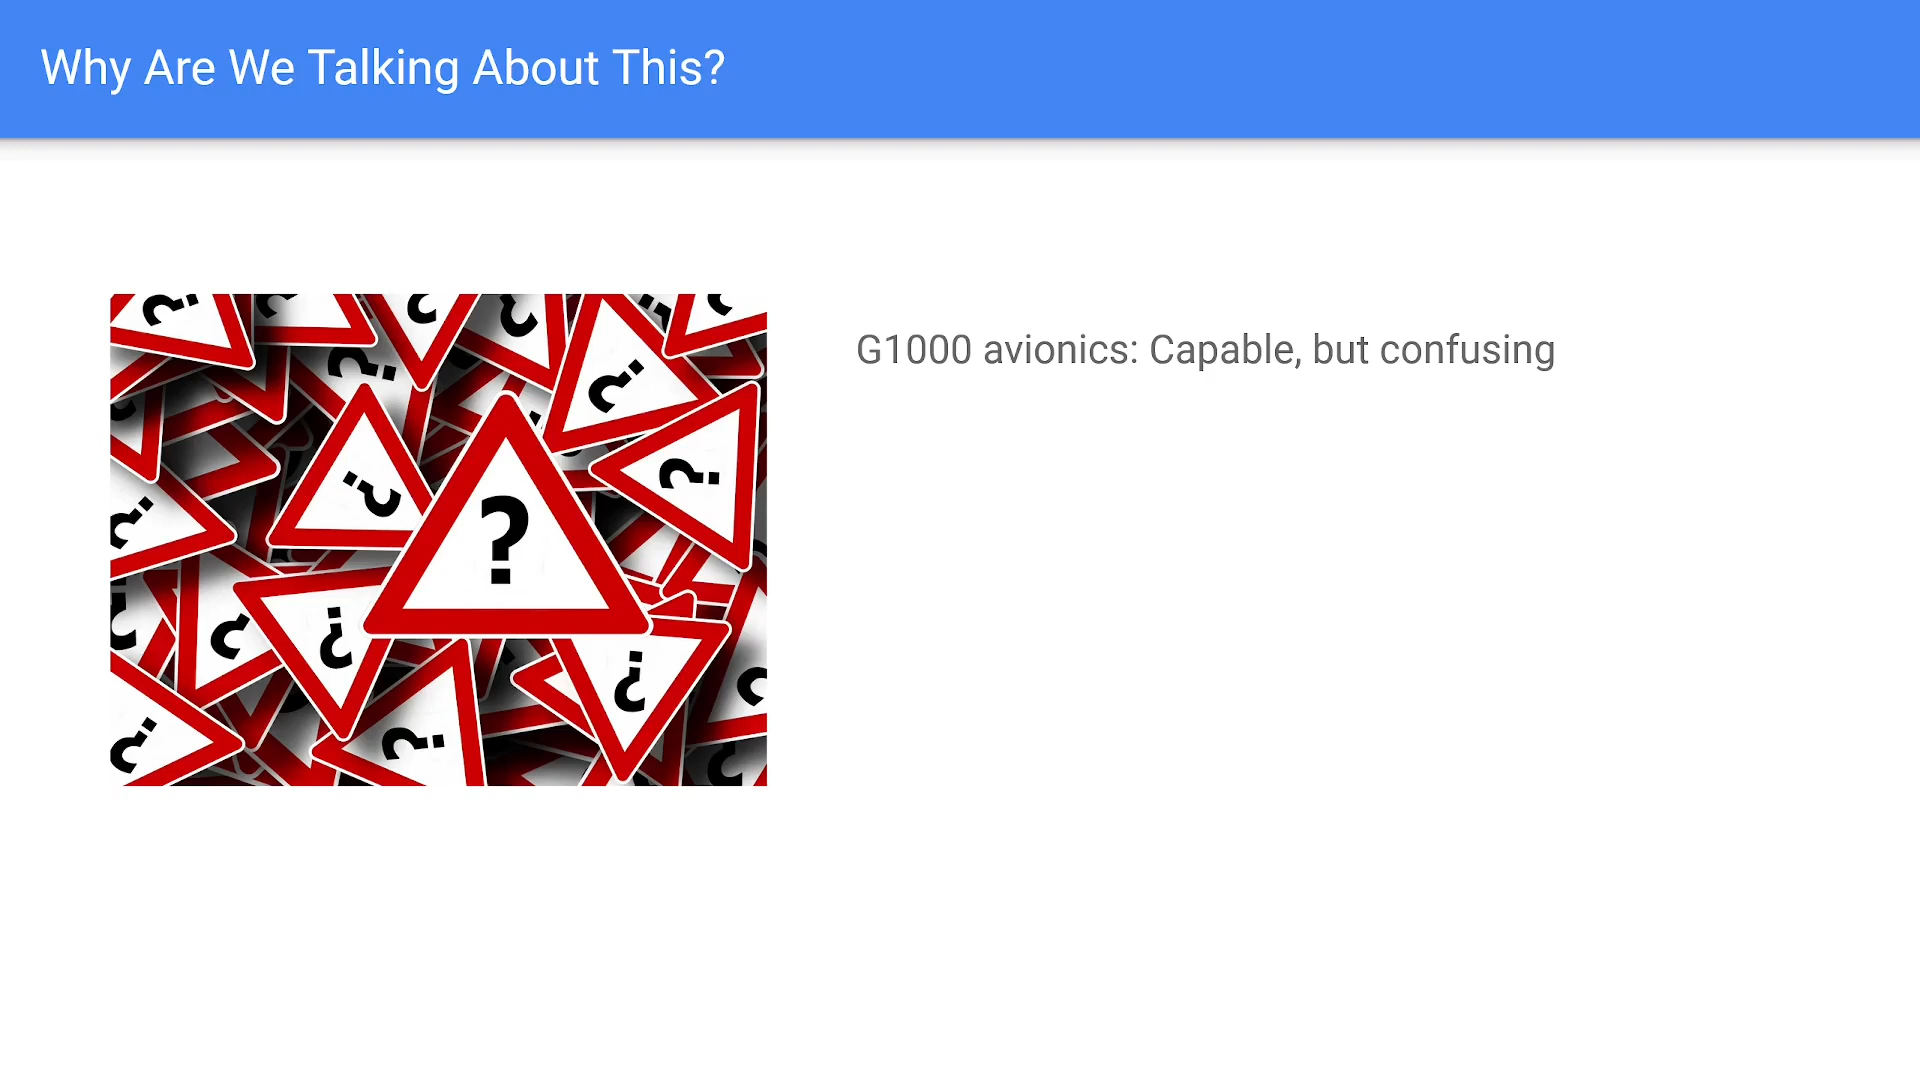 Why Are We Talking About This?
G1000 avionics: Capable, but confusing
?